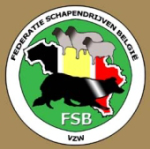 FEDERATIE SCHAPENDRIJVEN BELGIË
FSB
VZW